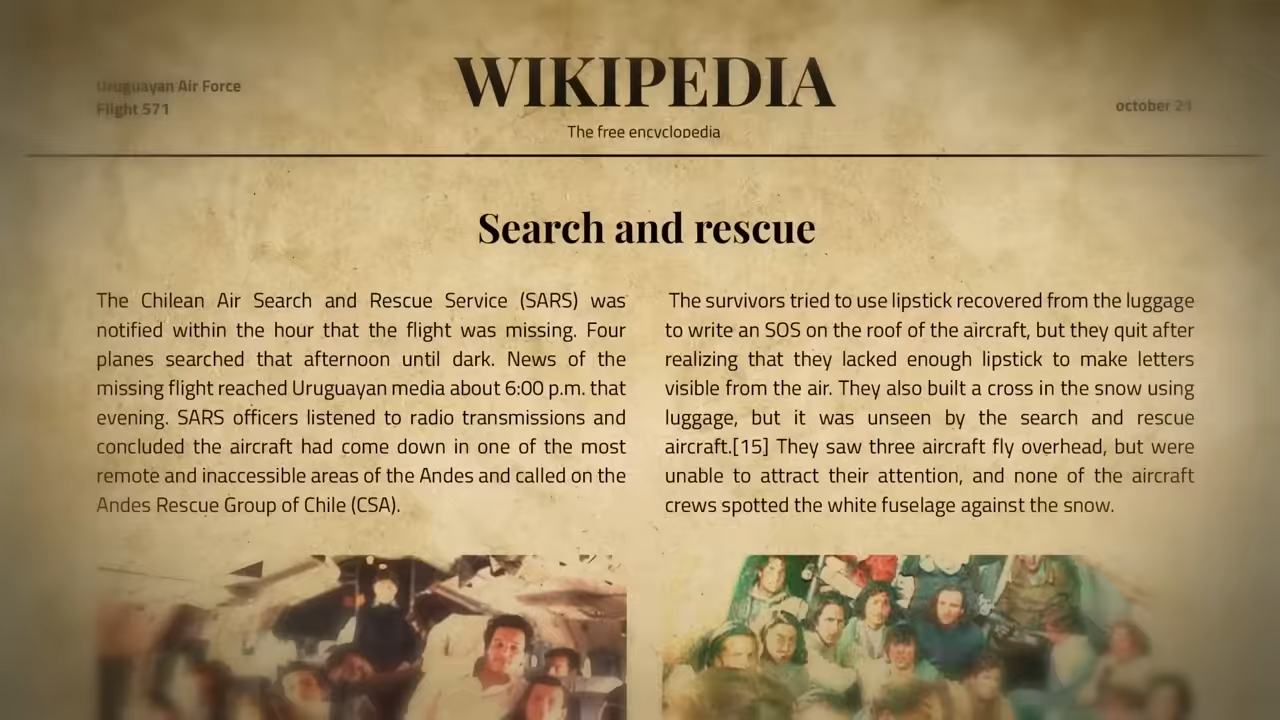 Uruguayan Air Force
Flight 571
WIKIPEDIA
The free encyclopedia
october 21
Search and rescue
The Chilean Air Search and Rescue Service (SARS) was
notified within the hour that the flight was missing. Four
planes searched that afternoon until dark. News of the
missing flight reached Uruguayan media about 6:00 p.m. that
evening. SARS officers listened to radio transmissions and
concluded the aircraft had come down in one of the most
remote and inaccessible areas of the Andes and called on the
Andes Rescue Group of Chile (CSA).
The survivors tried to use lipstick recovered from the luggage
to write an SOS on the roof of the aircraft, but they quit after
realizing that they lacked enough lipstick to make letters
visible from the air. They also built a cross in the snow using
luggage, but it was unseen by the search and rescue
aircraft.[15] They saw three aircraft fly overhead, but were
unable to attract their attention, and none of the aircraft
crews spotted the white fuselage against the snow.